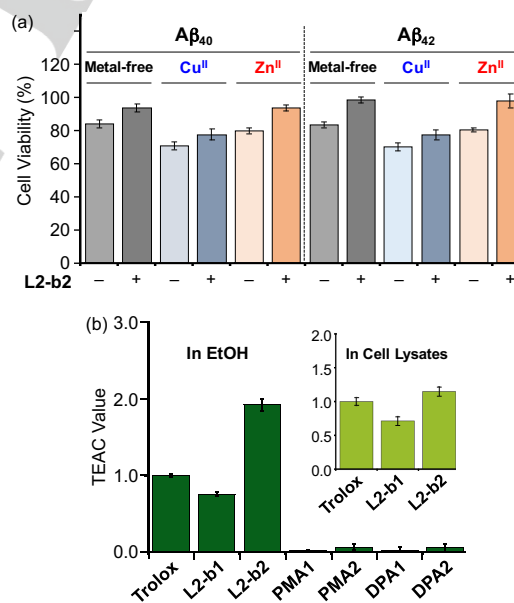 (a)
Aβ40 Aβ42
Metal-free CuII ZnII Metal-free CuII ZnII
Cell Viability (%)
120
100
80
60
40
20
0
L2-b2 – + – + – + – + – + – +
(b)
In EtOH
TEAC Value
3.0
2.0
1.0
0.0
Trolox L2-b1 L2-b2 PMA1 PMA2 DPA1 DPA2
In Cell Lysates
2.0
1.5
1.0
0.5
0.0
Trolox L2-b1 L2-b2